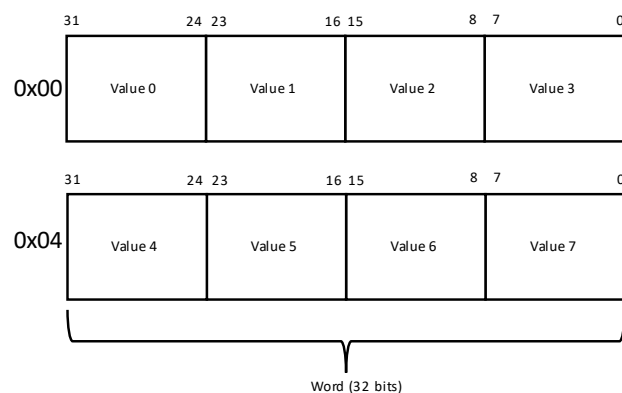 31 24 23 16 15 8 7 0
0x00 Value 0 Value 1 Value 2 Value 3
31 24 23 16 15 8 7 0
0x04 Value 4 Value 5 Value 6 Value 7
Word (32 bits)